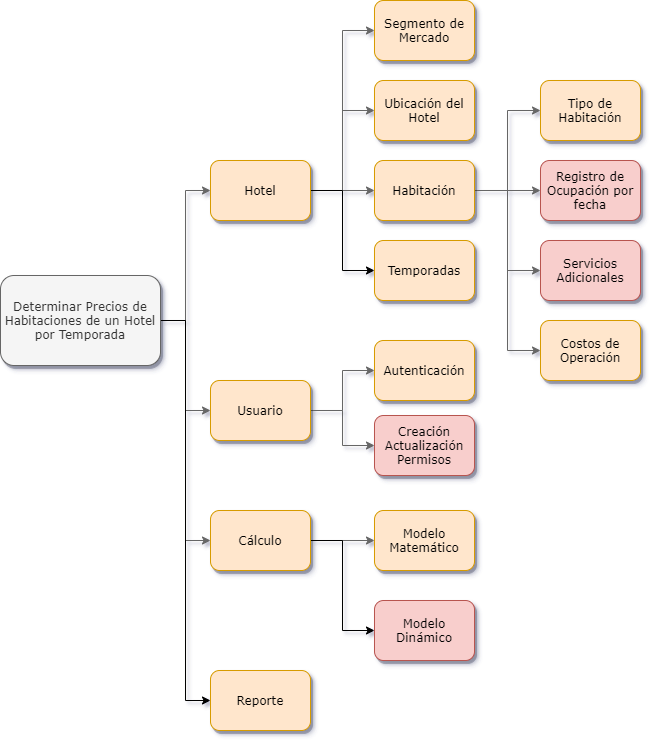 Segmento de
Mercado
Ubicación del
Hotel
Tipo de
Habitación
Hotel
Habitación
Registro de
Ocupación por
fecha
Temporadas
Servicios
Adicionales
Determinar Precios de
Habitaciones de un Hotel
por Temporada
Costos de
Operación
Autenticación
Usuario
Creación
Actualización
Permisos
Cálculo
Modelo
Matemático
Modelo
Dinámico
Reporte